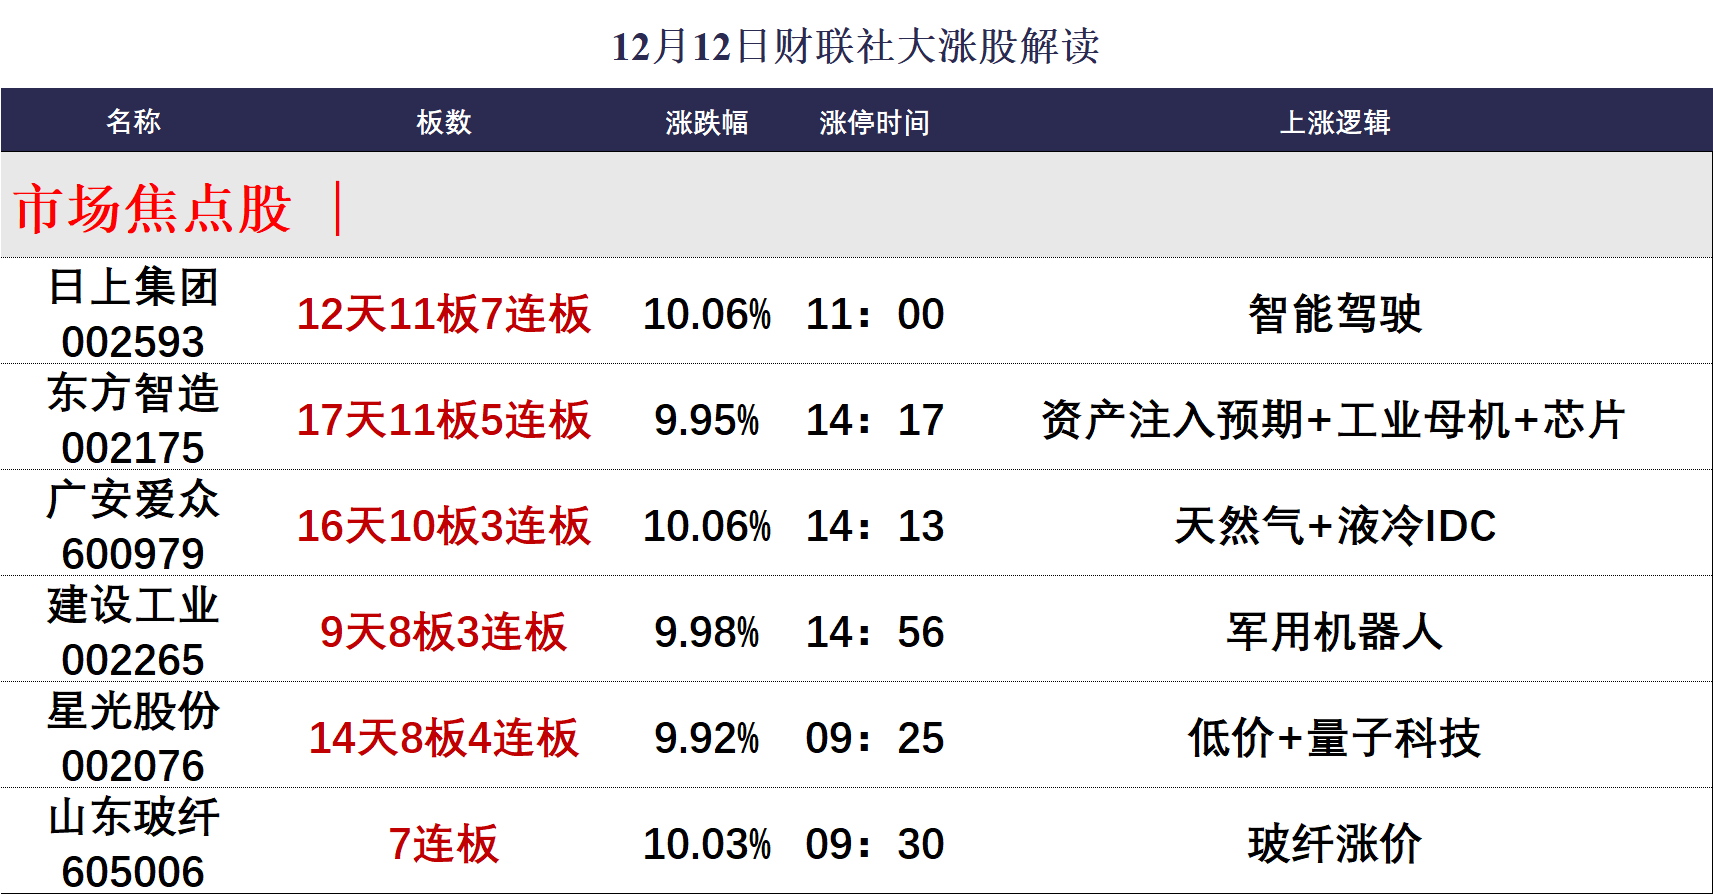 12月12日财联社大涨股解读
名称 板数 涨跌幅 涨停时间 上涨逻辑
市场焦点股 ｜
日上集团
002593
12天11板7连板 10.06% 11：00 智能驾驶
东方智造
002175
17天11板5连板 9.95% 14：17 资产注入预期+工业母机+芯片
广安爱众
600979
16天10板3连板 10.06% 14：13 天然气+液冷IDC
建设工业
002265
9天8板3连板 9.98% 14：56 军用机器人
星光股份
002076
14天8板4连板 9.92% 09：25 低价+量子科技
山东玻纤
605006
7连板 10.03% 09：30 玻纤涨价